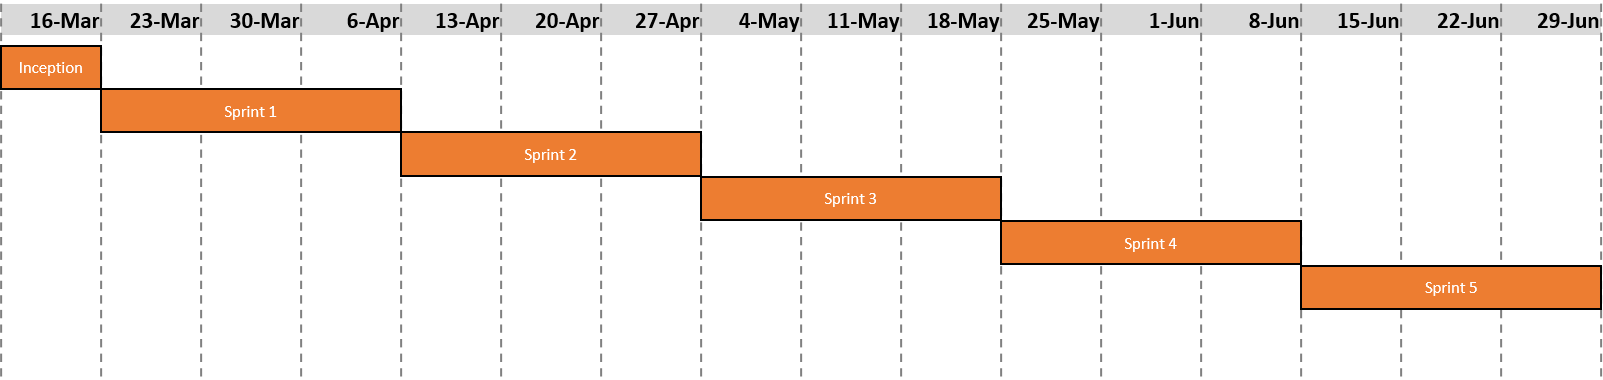 16-Mar 23-Mar 30-Mar 6-Apr 13-Apr 20-Apr 27-Apr 4-May 11-May 18-May 25-May 1-Jun 8-Jun 15-Jun 22-Jun 29-Jun
Inception
Sprint 1
Sprint 2
Sprint 3
Sprint 4
Sprint 5